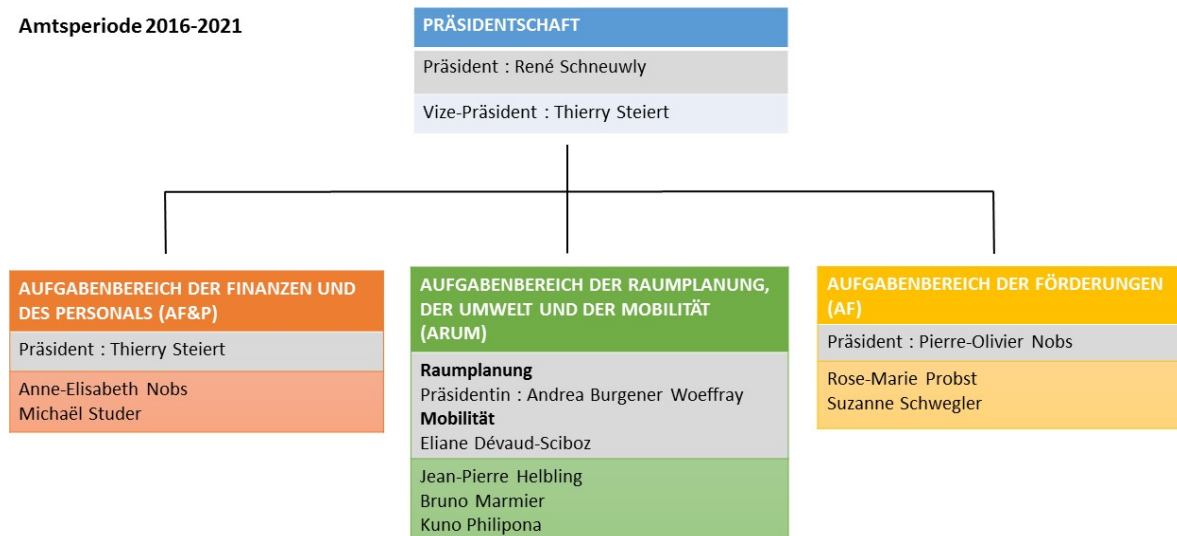 Amtsperiode 2016-2021
PRÄSIDENTSCHAFT
Präsident : René Schneuwly
Vize-Präsident : Thierry Steiert
AUFGABENBEREICH DER FINANZEN UND
DES PERSONALS (AF&P)
Präsident : Thierry Steiert
Anne-Elisabeth Nobs
Michaël Studer
AUFGABENBEREICH DER RAUMPLANUNG,
DER UMWELT UND DER MOBILITÄT
(ARUM)
Raumplanung
Präsidentin : Andrea Burgener Woeffray
Mobilität
Eliane Dévaud-Sciboz
Jean-Pierre Helbling
Bruno Marmier
Kuno Philipona
AUFGABENBEREICH DER FÖRDERUNGEN
(AF)
Präsident : Pierre-Olivier Nobs
Rose-Marie Probst
Suzanne Schwegler